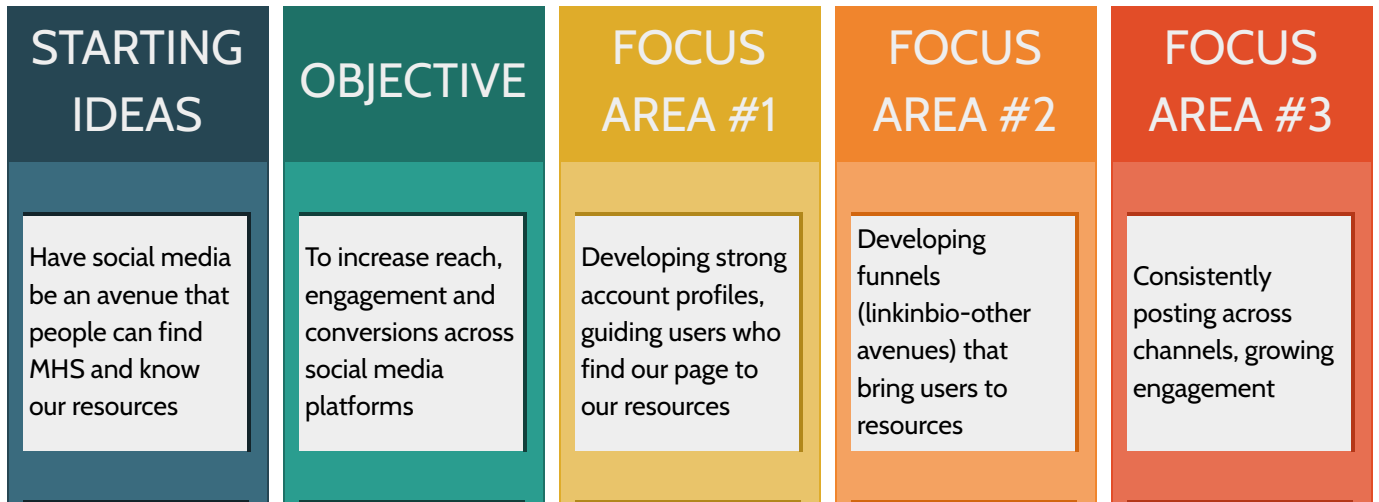 STARTING
IDEAS
Have social media
be an avenue that
people can find
MHS and know
our resources
OBJECTIVE
To increase reach,
engagement and
conversions across
social media
platforms
FOCUS
AREA #1
Developing strong
account profiles,
guiding users who
find our page to
our resources
FOCUS
AREA #2
Developing
funnels
(linkinbio-other
avenues) that
bring users to
resources
FOCUS
AREA #3
Consistently
posting across
channels, growing
engagement